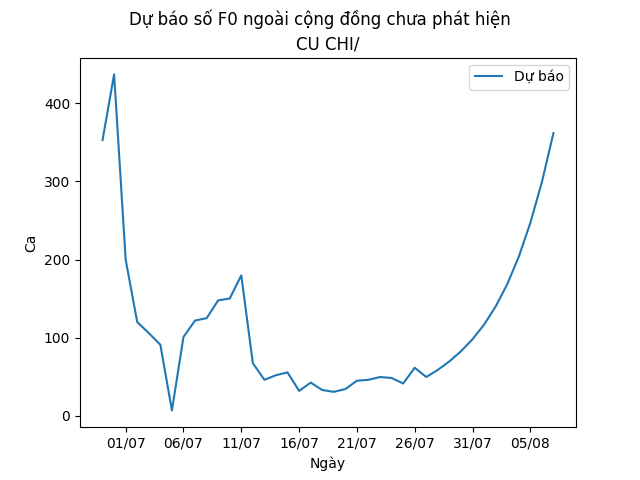 Dự báo số F0 ngoài cộng đồng chưa phát hiện
CU CHI/
Dự báo
400
300
200
100
0
Ca
01/07 06/07 11/07 16/07 21/07 26/07 31/07 05/08
Ngày